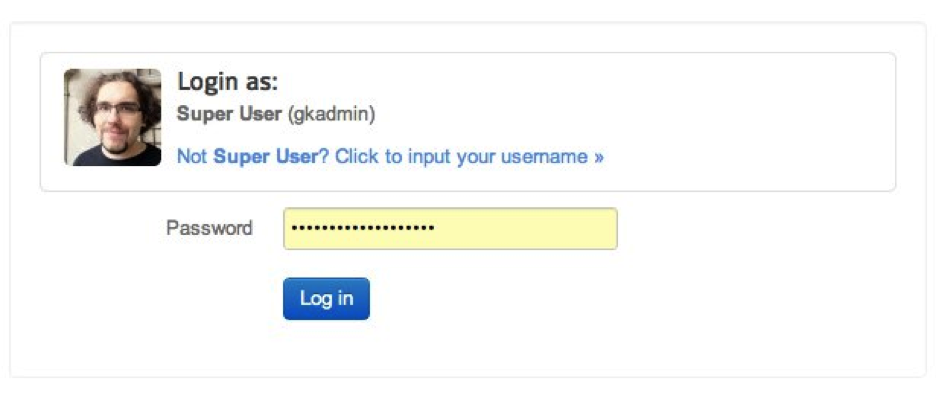 Login as:
Super User (gkadmin)
Not Super User? Click to input your username »
Password
•••••••••••••••••••
Log in